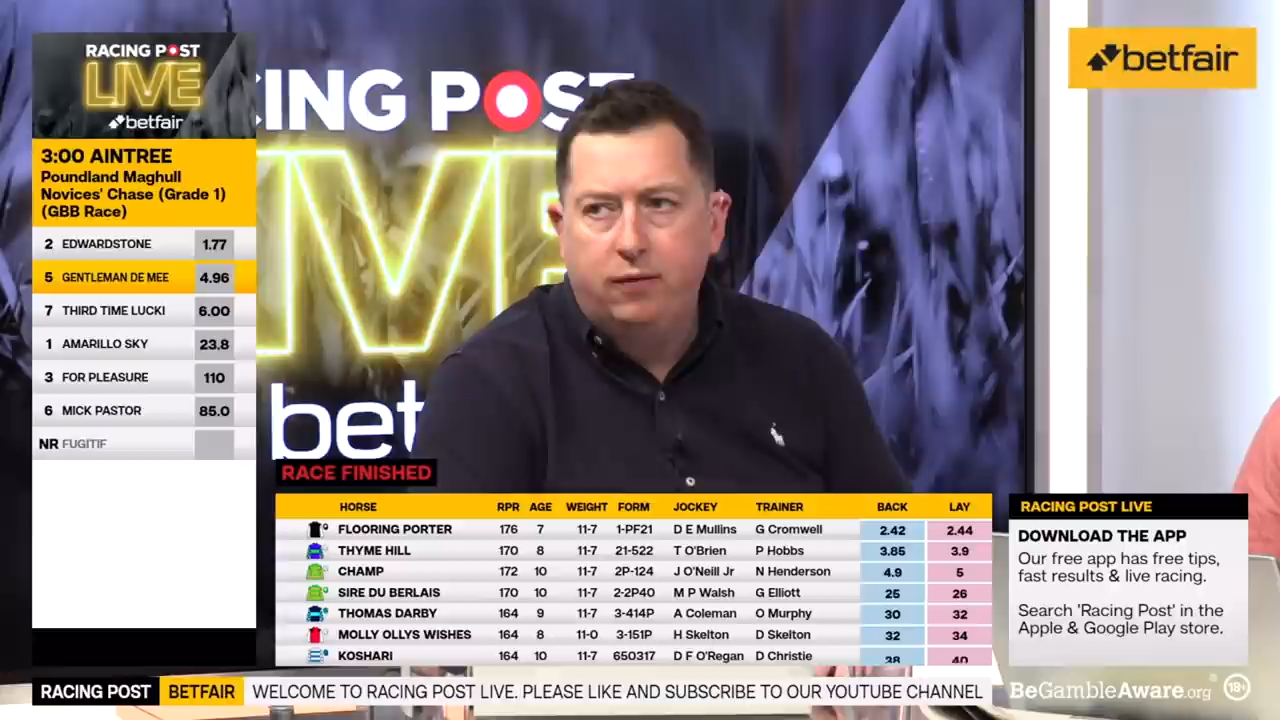 RACING POST
LIVE
betfair
3:00 AINTREE
Poundland Maghull
Novices' Chase (Grade 1)
(GBB Race)
2 EDWARDSTONE 1.77
5 GENTLEMAN DE MEE 4.96
7 THIRD TIME LUCKI 6.00
1 AMARILLO SKY 23.8
3 FOR PLEASURE 110
6 MICK PASTOR 85.0
NR FUGITIF
CING POST
bet
betfair
RACE FINISHED
HORSE RPR AGE WEIGHT FORM JOCKEY TRAINER BACK LAY
FLOORING PORTER 176 7 11-7 1-PF21 D E Mullins G Cromwell 2.42 2.44
THYME HILL 170 8 11-7 21-522 T O'Brien P Hobbs 3.85 3.9
CHAMP 172 10 11-7 2P-124 J O'Neill Jr N Henderson 4.9 5
SIRE DU BERLAIS 170 10 11-7 2-2P40 M P Walsh G Elliott 25 26
THOMAS DARBY 164 9 11-7 3-414P A Coleman O Murphy 30 32
MOLLY OLLYS WISHES 164 8 11-0 3-151P H Skelton D Skelton 32 34
KOSHARI 164 10 11-7 650317 D F O'Regan D Christie 38 40
RACING POST LIVE
DOWNLOAD THE APP
Our free app has free tips,
fast results & live racing.
Search 'Racing Post' in the
Apple & Google Play store.
RACING POST BETFAIR WELCOME TO RACING POST LIVE. PLEASE LIKE AND SUBSCRIBE TO OUR YOUTUBE CHANNEL
BeGambleAware.org 18+